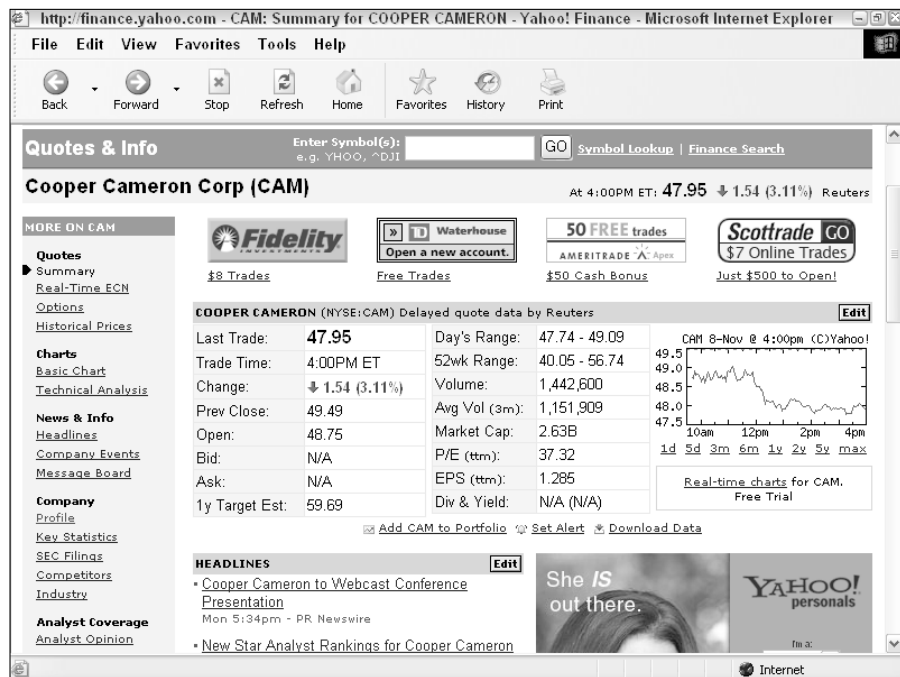 http://finance.yahoo.com - CAM: Summary for COOPER CAMERON - Yahoo! Finance - Microsoft Internet Explorer
File Edit View Favorites Tools Help
Back Forward Stop Refresh Home Favorites History Print
Quotes & Info
Enter Symbol(s):
e.g. YHOO, ^DJI
GO Symbol Lookup | Finance Search
Cooper Cameron Corp (CAM)
At 4:00PM ET: 47.95 1.54 (3.11%) Reuters
MORE ON CAM
Quotes
Summary
Real-Time ECN
Options
Historical Prices
Charts
Basic Chart
Technical Analysis
News & Info
Headlines
Company Events
Message Board
Company
Profile
Key Statistics
SEC Filings
Competitors
Industry
Analyst Coverage
Analyst Opinion
Fidelity
INVESTMENTS
$8 Trades
» TD Waterhouse
Open a new account.
Free Trades
50 FREE trades
AMERITRADE Apex
$50 Cash Bonus
Scottrade GO
$7 Online Trades
Just $500 to Open!
COOPER CAMERON (NYSE:CAM) Delayed quote data by Reuters Edit
Last Trade: 47.95
Trade Time: 4:00PM ET
Change: 1.54 (3.11%)
Prev Close: 49.49
Open: 48.75
Bid: N/A
Ask: N/A
1y Target Est: 59.69
Day's Range: 47.74 - 49.09
52wk Range: 40.05 - 56.74
Volume: 1,442,600
Avg Vol (3m): 1,151,909
Market Cap: 2.63B
P/E (ttm): 37.32
EPS (ttm): 1.285
Div & Yield: N/A (N/A)
CAM 8-Nov @ 4:00pm (C)Yahoo!
49.5
49.0
48.5
48.0
47.5
10am 12pm 2pm 4pm
1d 5d 3m 6m 1y 2y 5y max
Real-time charts for CAM.
Free Trial
Add CAM to Portfolio Set Alert Download Data
HEADLINES Edit
Cooper Cameron to Webcast Conference
Presentation
Mon 5:34pm - PR Newswire
New Star Analyst Rankings for Cooper Cameron
She IS
out there.
YAHOO!
personals
I'm a:
Internet